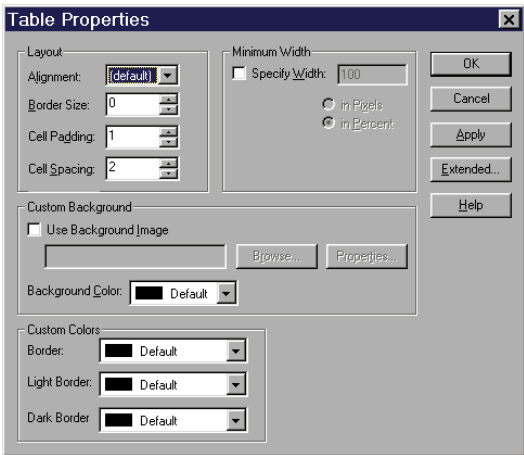 Table Properties
Layout
Alignment: (default)
Border Size: 0
Cell Padding: 1
Cell Spacing: 2
Minimum Width
Specify Width: 100
in Pixels
in Percent
OK
Cancel
Apply
Extended...
Help
Custom Background
Use Background Image
Browse... Properties...
Background Color: Default
Custom Colors
Border: Default
Light Border: Default
Dark Border Default